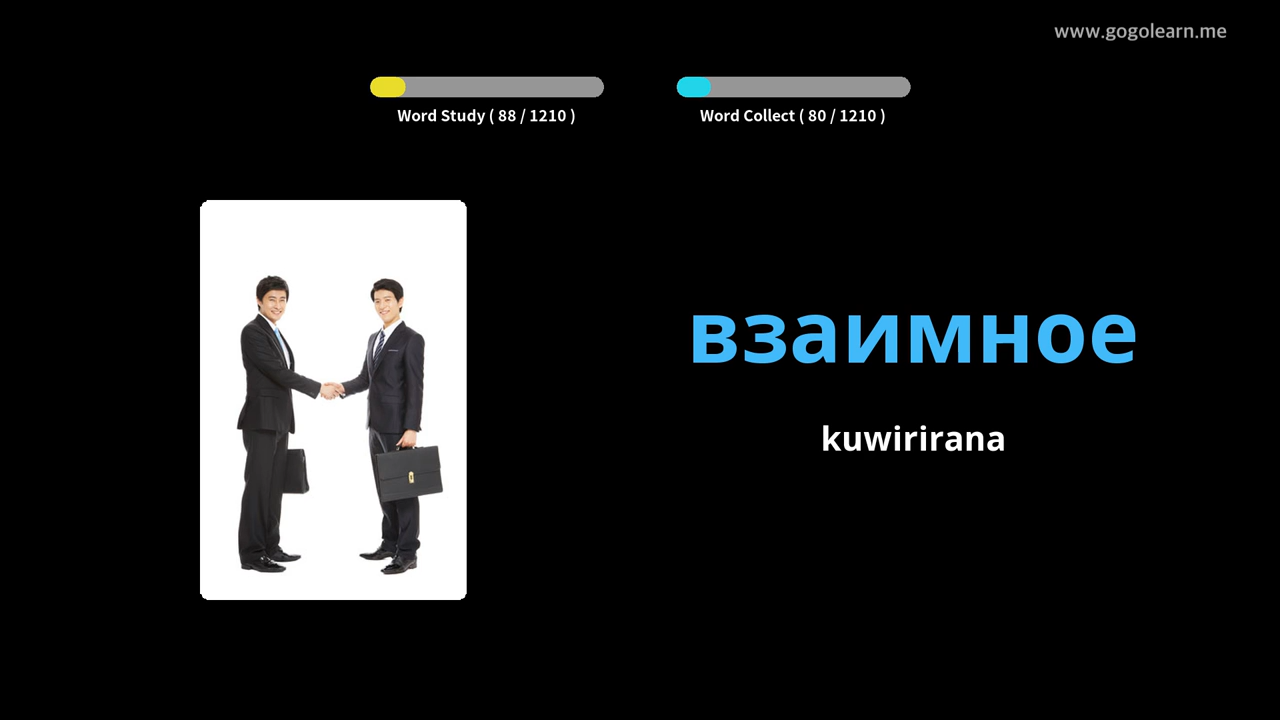 www.gogolearn.me
Word Study ( 88 / 1210 )
Word Collect ( 80 / 1210 )
взаимное
kuwirirana